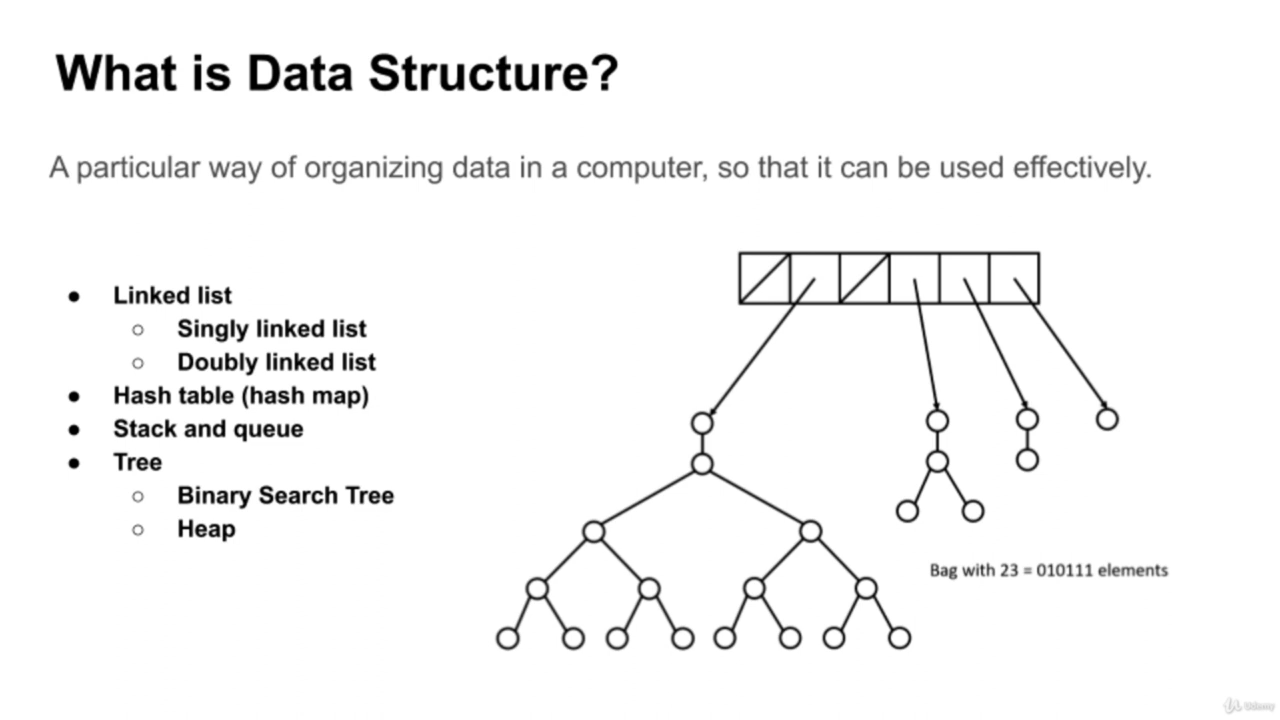 What is Data Structure?
A particular way of organizing data in a computer, so that it can be used effectively.
● Linked list
○ Singly linked list
○ Doubly linked list
● Hash table (hash map)
● Stack and queue
● Tree
○ Binary Search Tree
○ Heap
Bag with 23 = 010111 elements
Udemy